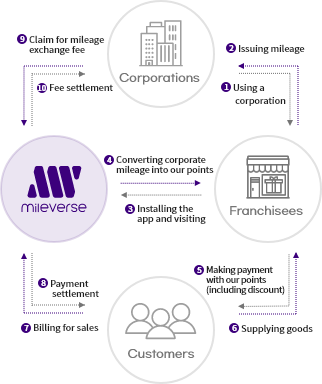 9 Claim for mileage
exchange fee
10 Fee settlement
Corporations
2 Issuing mileage
1 Using a
corporation
mileverse
4 Converting corporate
mileage into our points
3 Installing the
app and visiting
Franchisees
8 Payment
settlement
7 Billing for sales
5 Making payment
with our points
(including discount)
6 Supplying goods
Customers